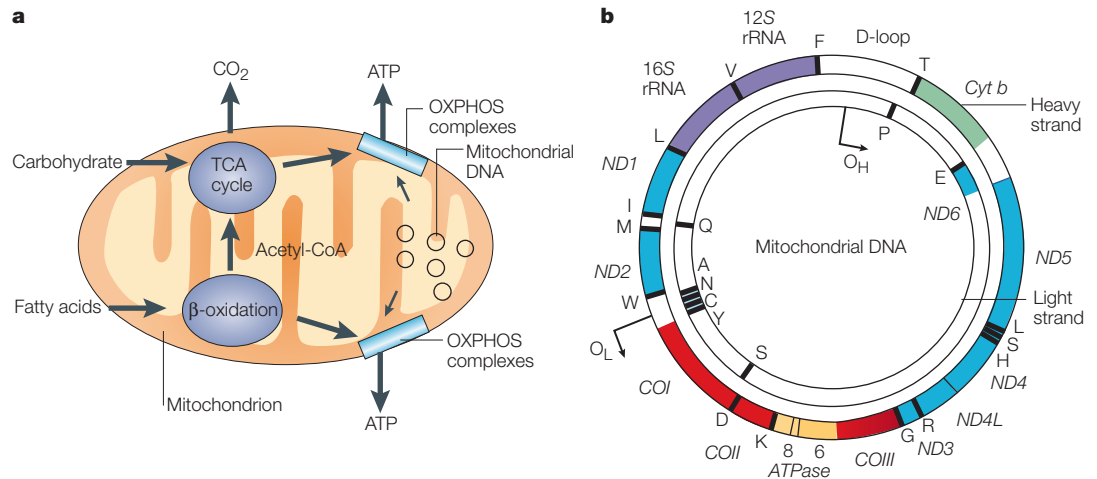 a
CO2
ATP
OXPHOS
complexes
Mitochondrial
DNA
Carbohydrate
TCA
cycle
Acetyl-CoA
Fatty acids
β-oxidation
OXPHOS
complexes
Mitochondrion
ATP
b
12S
rRNA
F
D-loop
T
Cyt b
Heavy
strand
16S
rRNA
V
P
OH
L
E
ND1
ND6
I
M
Q
Mitochondrial DNA
ND5
ND2
A
N
C
Y
W
Light
strand
L
S
H
OL
S
COI
ND4
D
ND4L
K
R
G
ND3
COII
8
6
COIII
ATPase